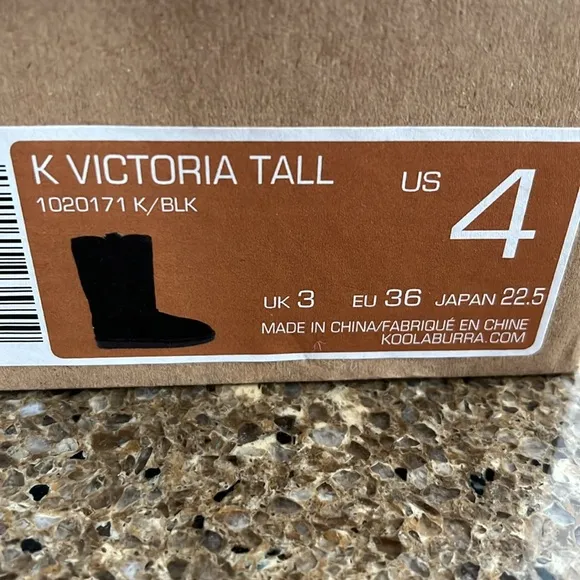 K VICTORIA TALL
1020171 K/BLK
US 4
UK 3 EU 36 JAPAN 22.5
MADE IN CHINA/FABRIQUÉ EN CHINE
KOOLABURRA.COM